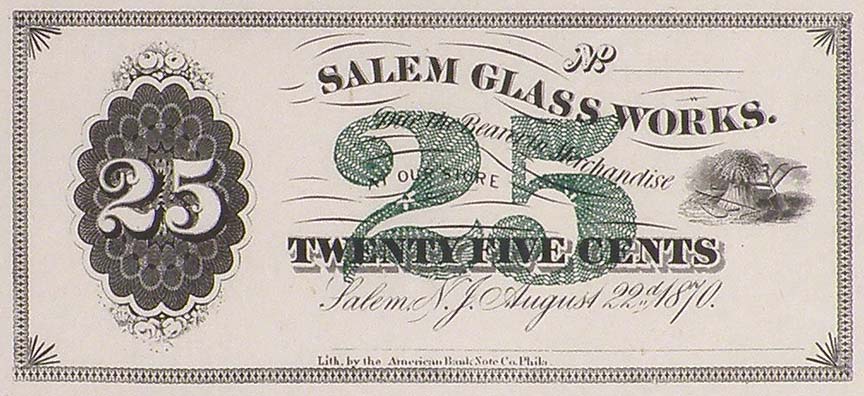 No.
SALEM GLASS WORKS.
Due the Bearer in Merchandise
AT OUR STORE
25
25
TWENTY FIVE CENTS
Salem, N.J. August 22d 1870.
Lith. by the American Bank Note Co. Phila.